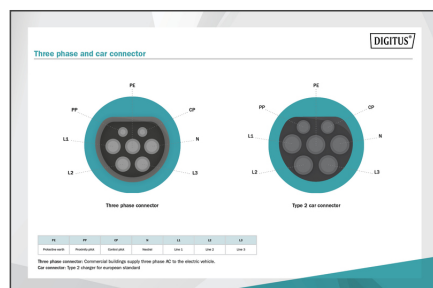 DIGITUS®
Three phase and car connector
PE
PP
CP
L1
N
L2
L3
Three phase connector
PE
PP
CP
L1
N
L2
L3
Type 2 car connector
PE PP CP N L1 L2 L3
Protective earth Proximity pilot Control pilot Neutral Line 1 Line 2 Line 3
Three phase connector: Commercial buildings supply three phase AC to the electric vehicle.
Car connector: Type 2 charger for european standard